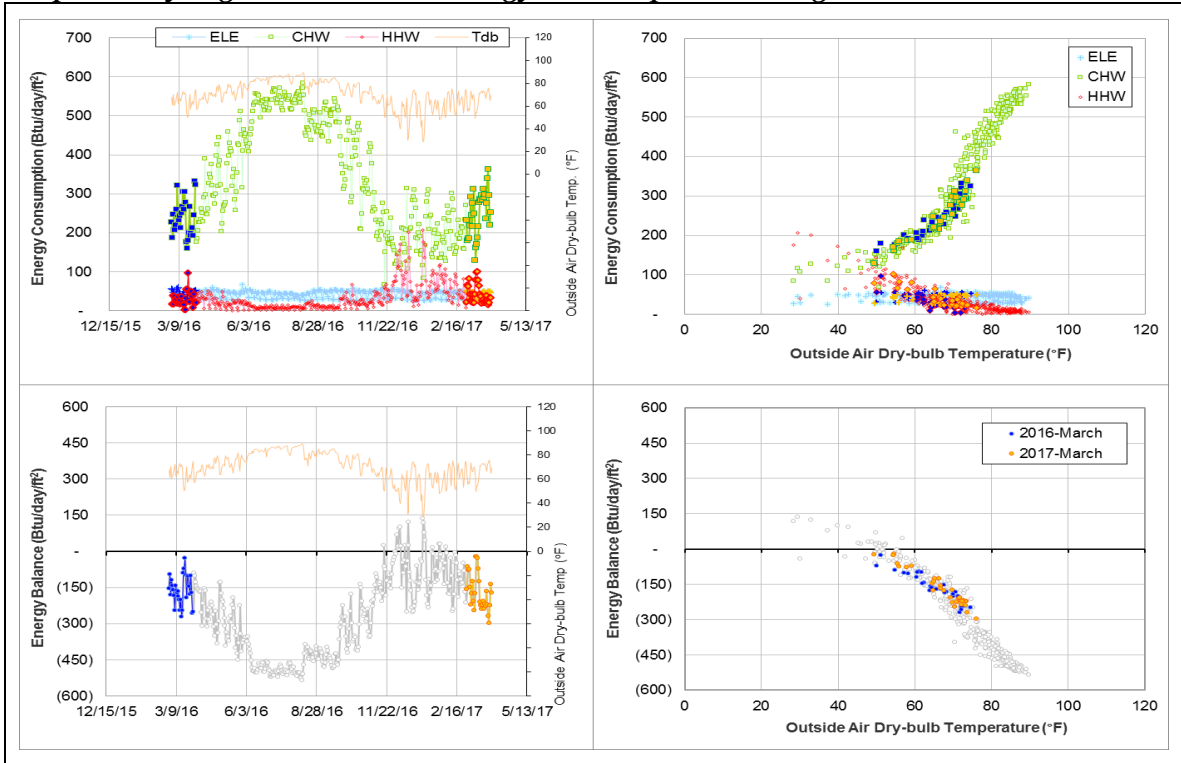 ELE CHW HHW Tdb
700
600
500
400
300
200
100
-
Energy Consumption (Btu/day/ft²)
120
100
80
60
40
20
0
Outside Air Dry-bulb Temp. (°F)
12/15/15 3/9/16 6/3/16 8/28/16 11/22/16 2/16/17 5/13/17
ELE
CHW
HHW
700
600
500
400
300
200
100
-
Energy Consumption (Btu/day/ft²)
0 20 40 60 80 100 120
Outside Air Dry-bulb Temperature (°F)
600
450
300
150
-
(150)
(300)
(450)
(600)
Energy Balance (Btu/day/ft²)
120
100
80
60
40
20
0
Outside Air Dry-bulb Temp (°F)
12/15/15 3/9/16 6/3/16 8/28/16 11/22/16 2/16/17 5/13/17
2016-March
2017-March
600
450
300
150
-
(150)
(300)
(450)
(600)
Energy Balance (Btu/day/ft²)
0 20 40 60 80 100 120
Outside Air Dry-bulb Temperature (°F)